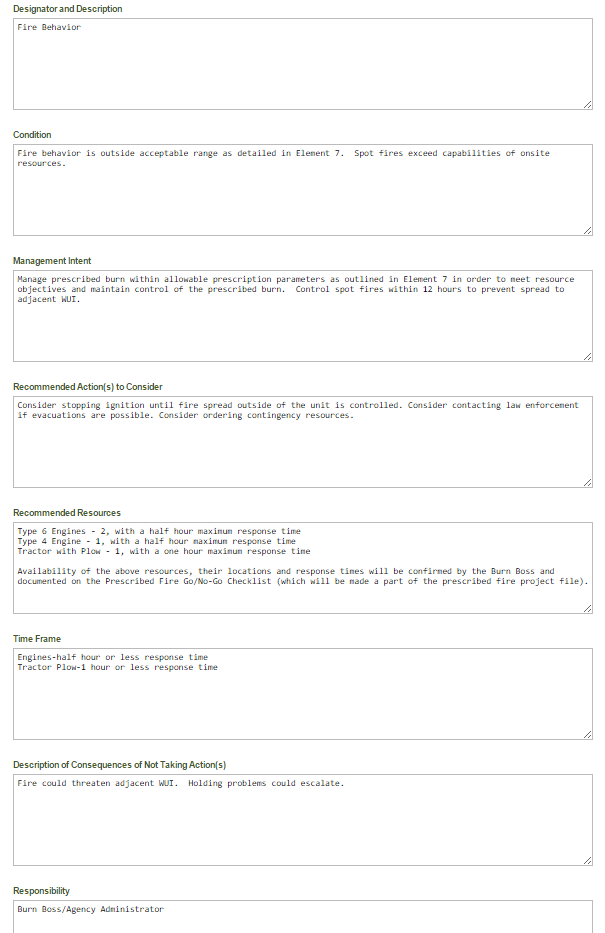 Designator and Description
Fire Behavior
Condition
Fire behavior is outside acceptable range as detailed in Element 7.  Spot fires exceed capabilities of onsite
resources.
Management Intent
Manage prescribed burn within allowable prescription parameters as outlined in Element 7 in order to meet resource
objectives and maintain control of the prescribed burn.  Control spot fires within 12 hours to prevent spread to
adjacent WUI.
Recommended Action(s) to Consider
Consider stopping ignition until fire spread outside of the unit is controlled. Consider contacting law enforcement
if evacuations are possible. Consider ordering contingency resources.
Recommended Resources
Type 6 Engines - 2, with a half hour maximum response time
Type 4 Engine - 1, with a half hour maximum response time
Tractor with Plow - 1, with a one hour maximum response time
Availability of the above resources, their locations and response times will be confirmed by the Burn Boss and
documented on the Prescribed Fire Go/No-Go Checklist (which will be made a part of the prescribed fire project file).
Time Frame
Engines-half hour or less response time
Tractor Plow-1 hour or less response time
Description of Consequences of Not Taking Action(s)
Fire could threaten adjacent WUI.  Holding problems could escalate.
Responsibility
Burn Boss/Agency Administrator